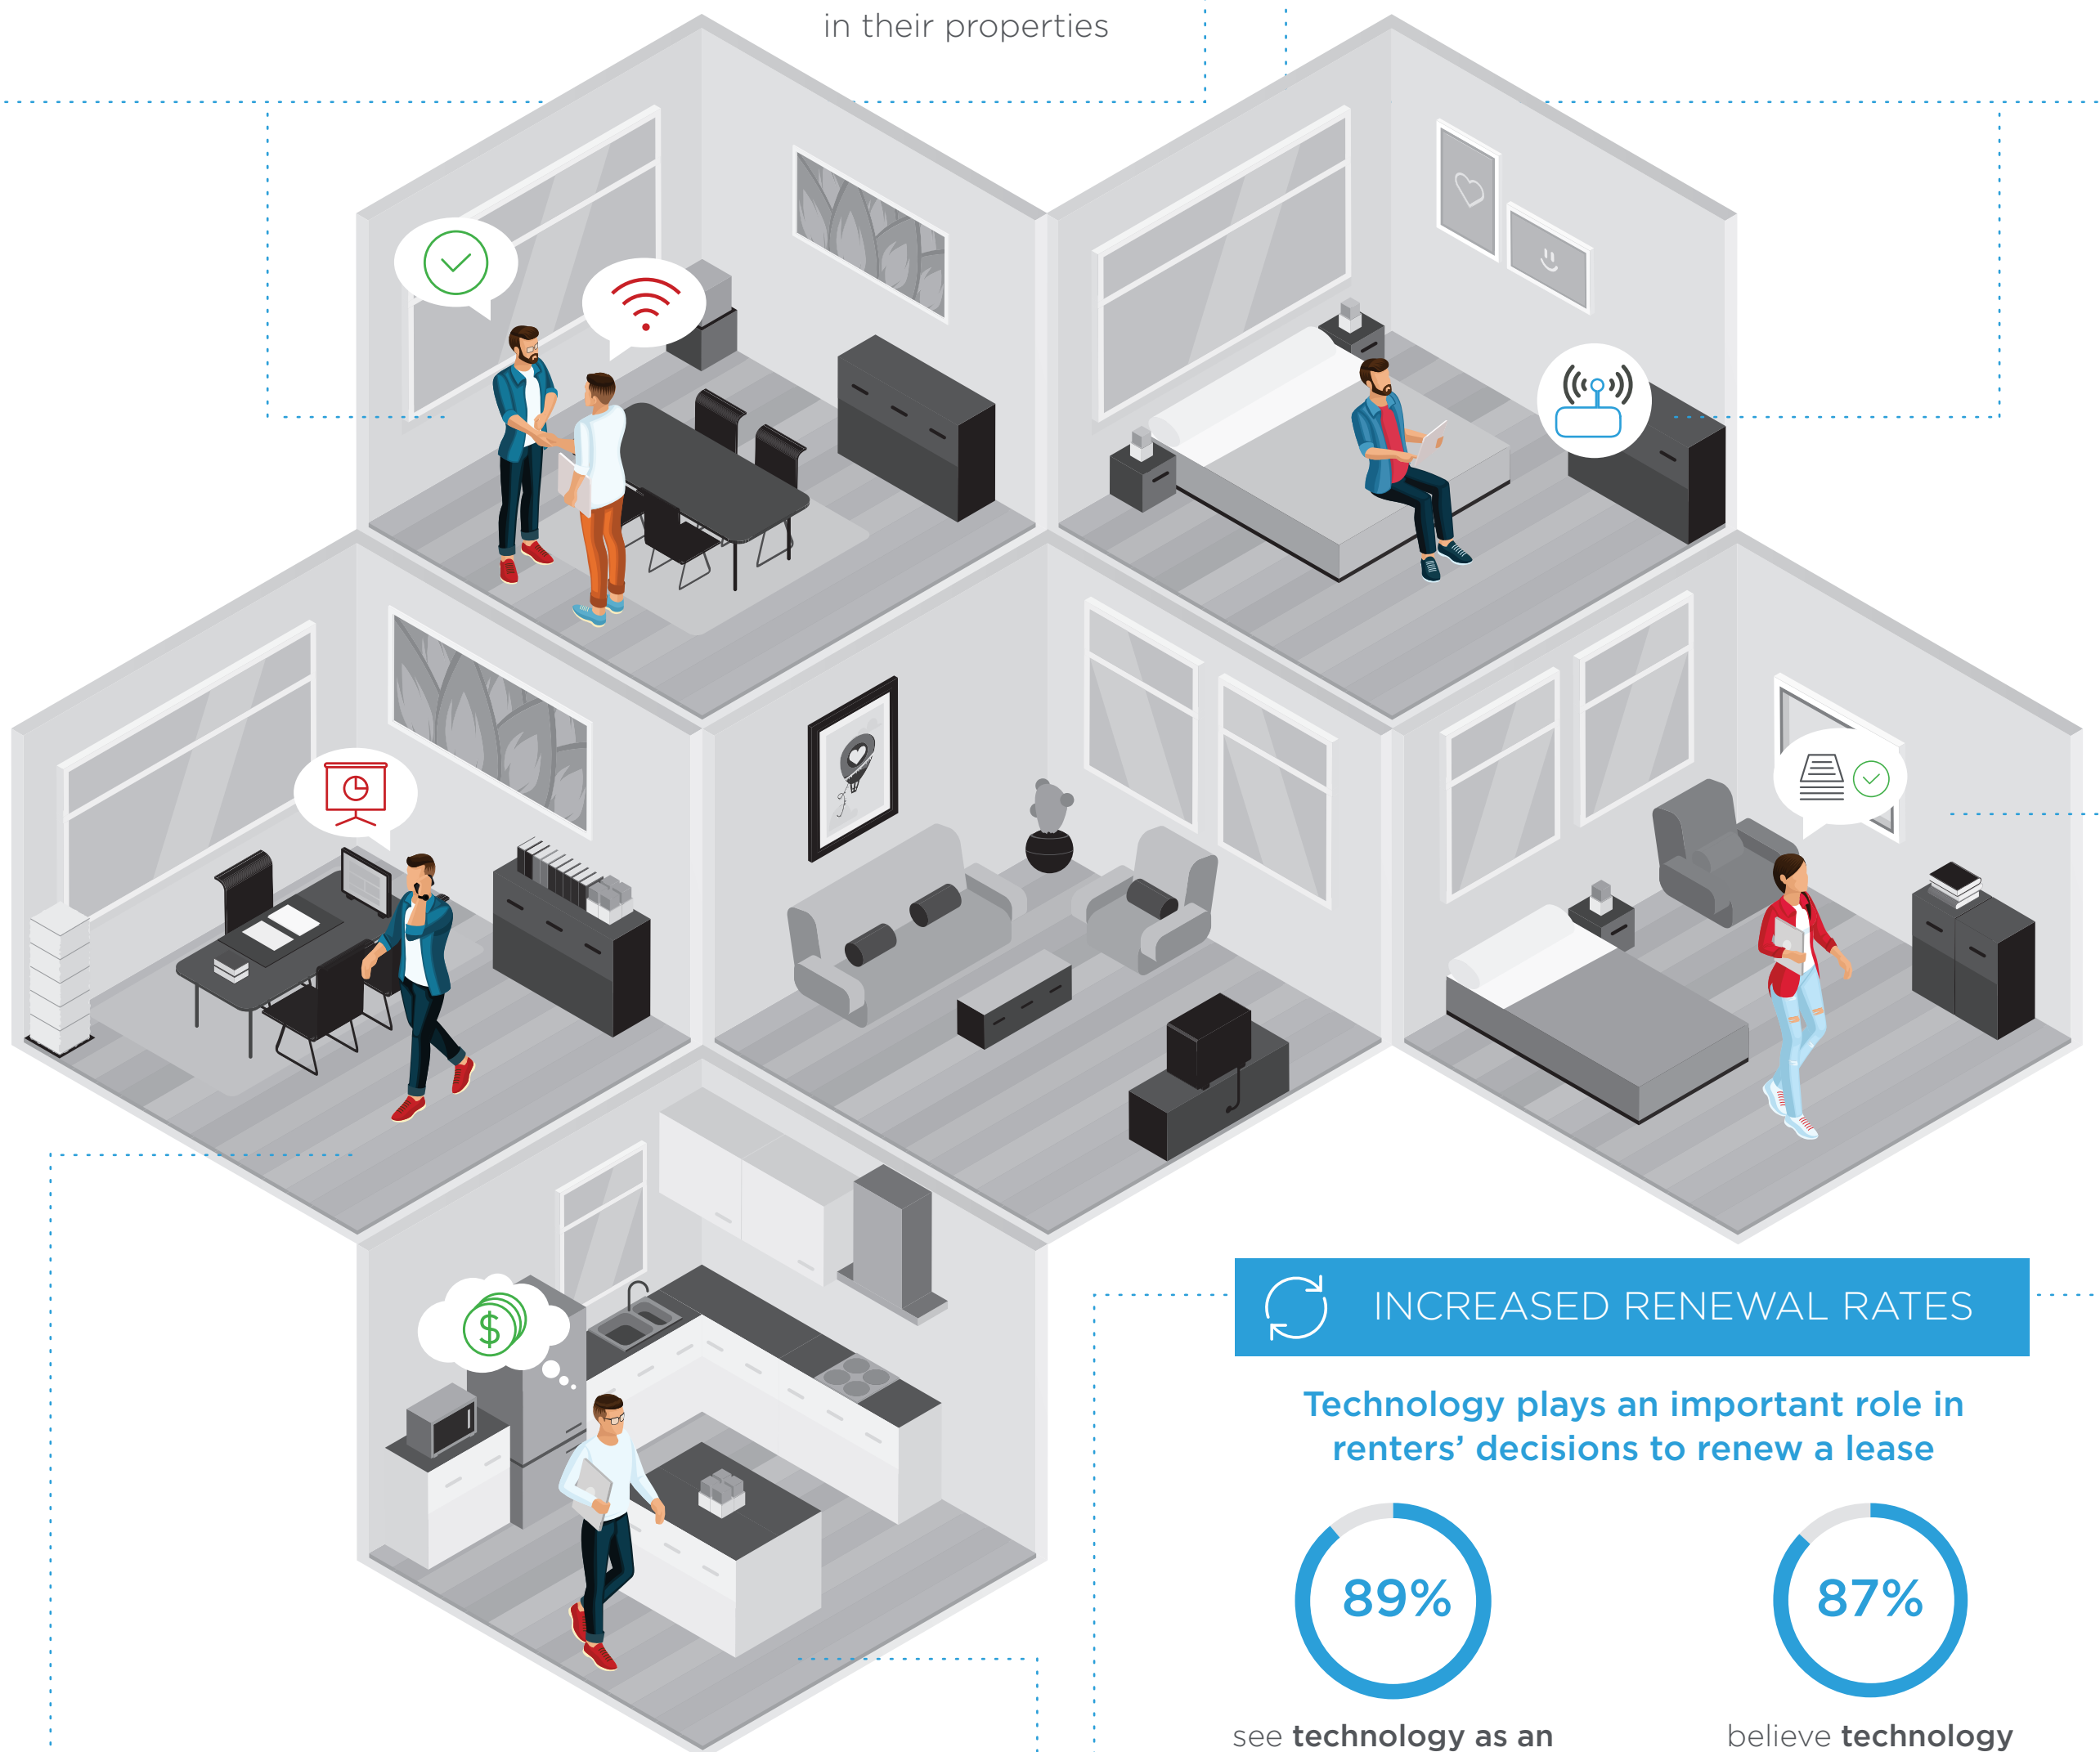 in their properties
INCREASED RENEWAL RATES
Technology plays an important role in
renters’ decisions to renew a lease
89%
87%
see technology as an
believe technology